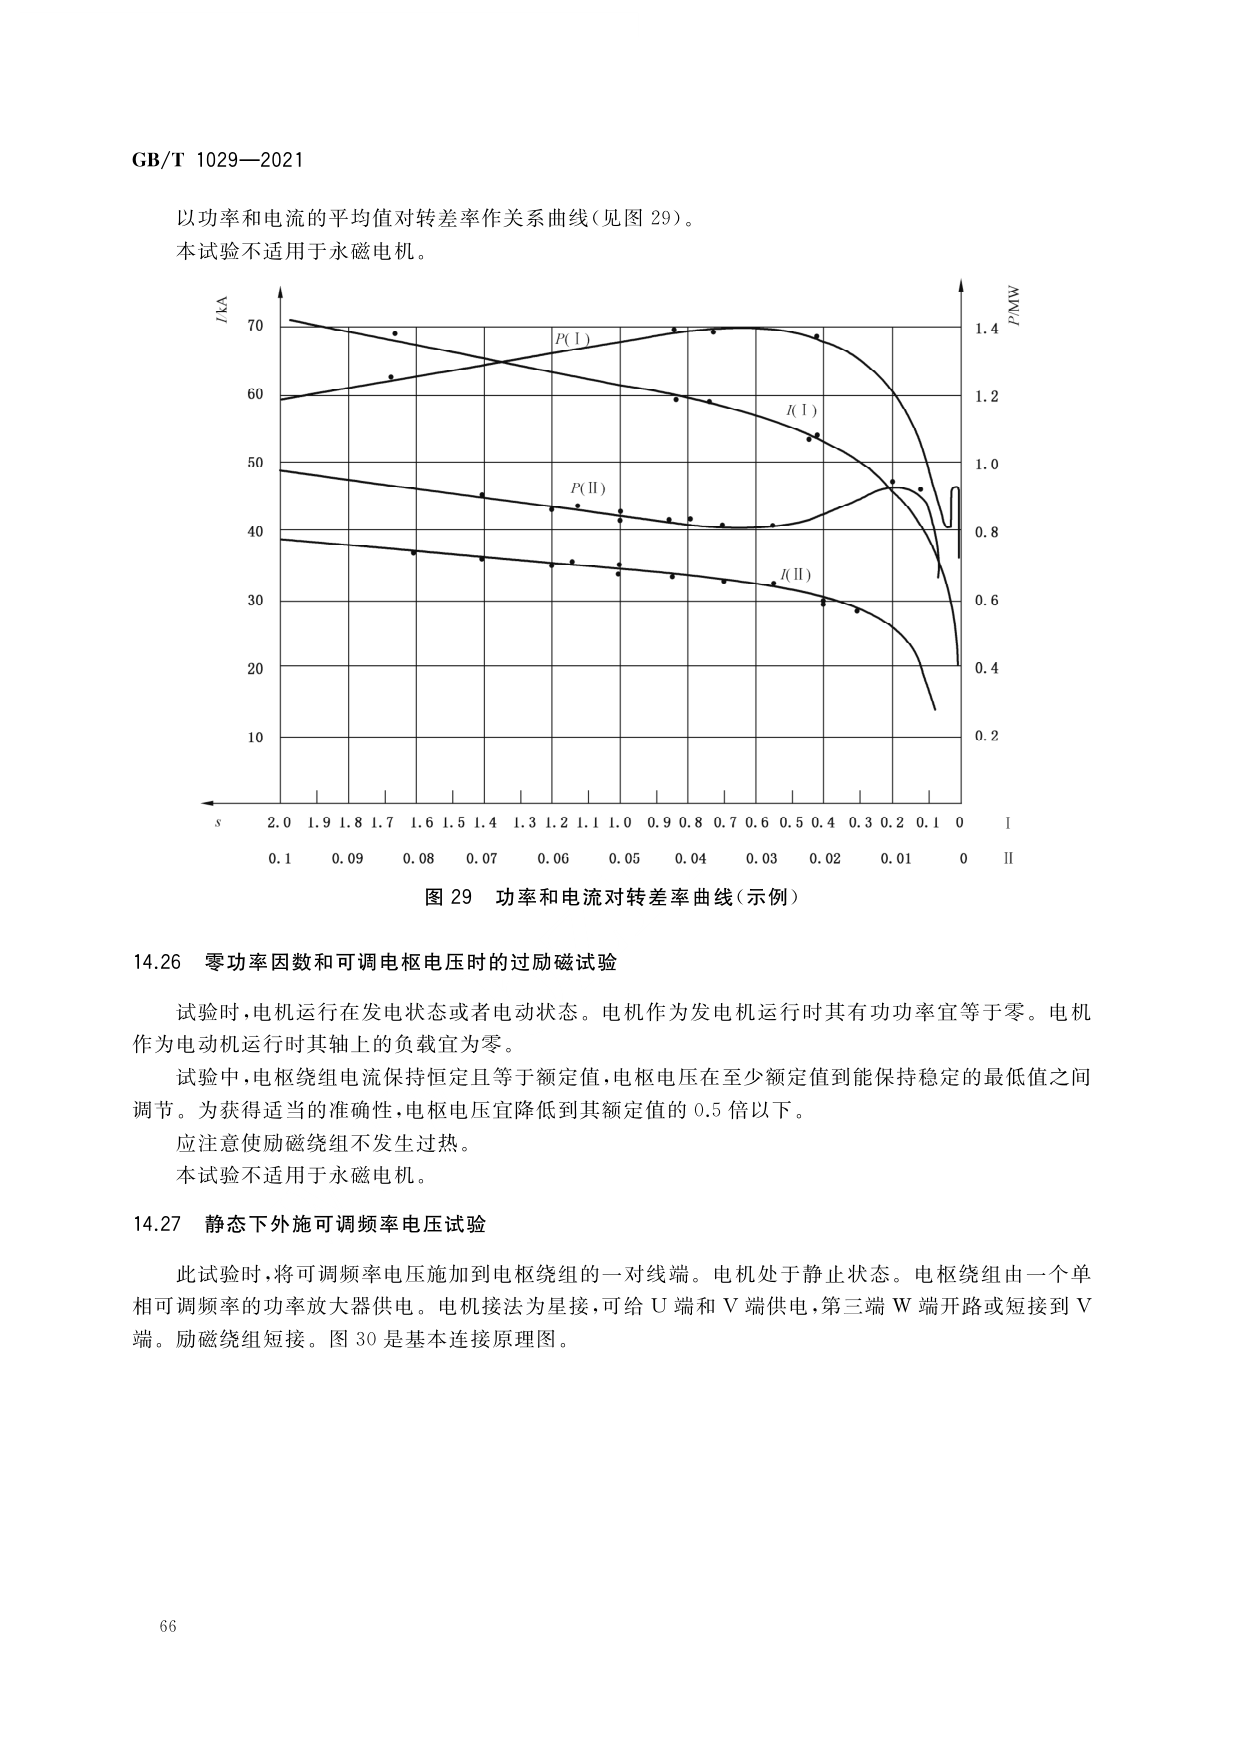 GB/T 1029—2021
以功率和电流的平均值对转差率作关系曲线(见图 29)。
本试验不适用于永磁电机。
I/kA
P/MW
70
60
50
40
30
20
10
1.4
1.2
1.0
0.8
0.6
0.4
0.2
P(Ⅰ)
I(Ⅰ)
P(Ⅱ)
I(Ⅱ)
s 2.0 1.9 1.8 1.7 1.6 1.5 1.4 1.3 1.2 1.1 1.0 0.9 0.8 0.7 0.6 0.5 0.4 0.3 0.2 0.1 0 Ⅰ
0.1 0.09 0.08 0.07 0.06 0.05 0.04 0.03 0.02 0.01 0 Ⅱ
图 29 功率和电流对转差率曲线(示例)
14.26 零功率因数和可调电枢电压时的过励磁试验
试验时,电机运行在发电状态或者电动状态。电机作为发电机运行时其有功功率宜等于零。电机
作为电动机运行时其轴上的负载宜为零。
试验中,电枢绕组电流保持恒定且等于额定值,电枢电压在至少额定值到能保持稳定的最低值之间
调节。为获得适当的准确性,电枢电压宜降低到其额定值的 0.5 倍以下。
应注意使励磁绕组不发生过热。
本试验不适用于永磁电机。
14.27 静态下外施可调频率电压试验
此试验时,将可调频率电压施加到电枢绕组的一对线端。电机处于静止状态。电枢绕组由一个单
相可调频率的功率放大器供电。电机接法为星接,可给 U 端和 V 端供电,第三端 W 端开路或短接到 V
端。励磁绕组短接。图 30 是基本连接原理图。
66